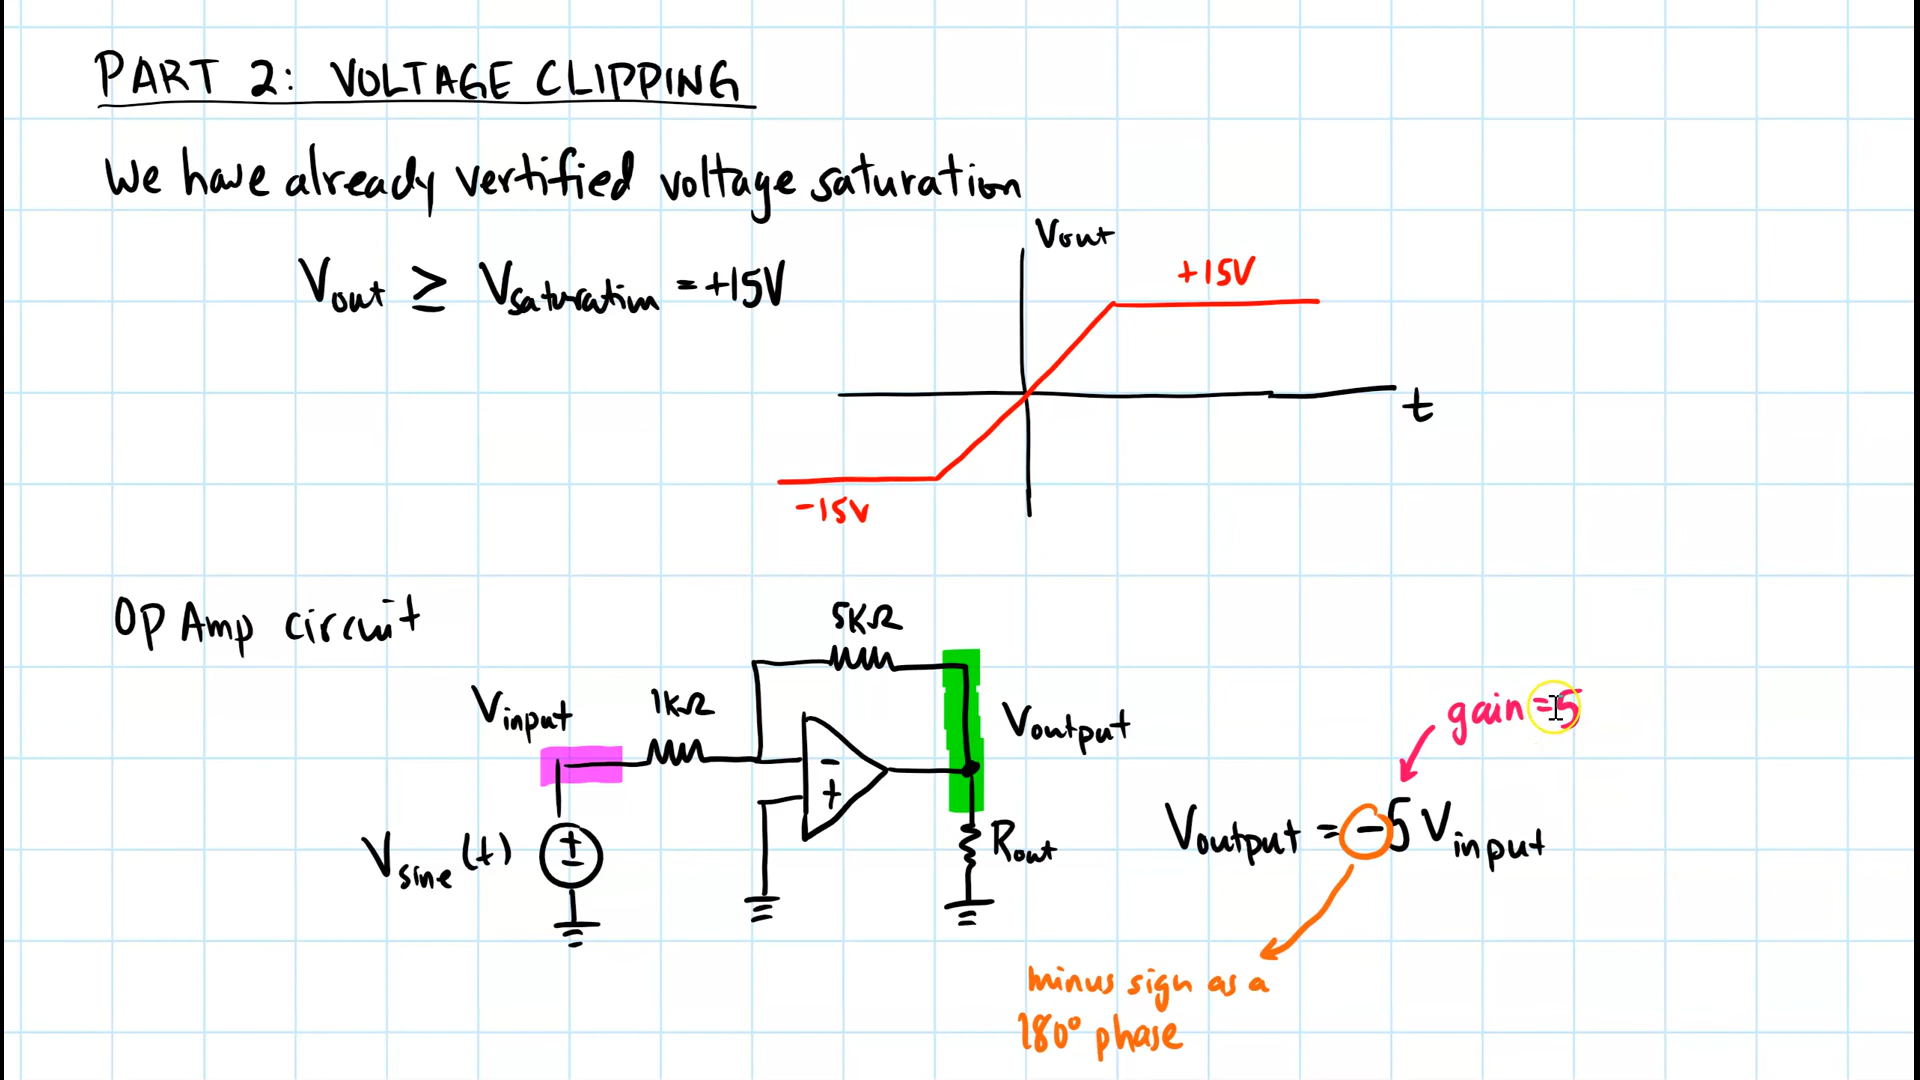 PART 2: VOLTAGE CLIPPING
We have already vertified voltage saturation
Vout ≥ Vsaturation = +15V
Vout
+15V
t
-15V
Op Amp circuit
5KΩ
Vinput
1KΩ
Voutput
gain = 5
-
+
Vsine(t)
+
-
Rout
Voutput = -5 Vinput
minus sign as a
180° phase